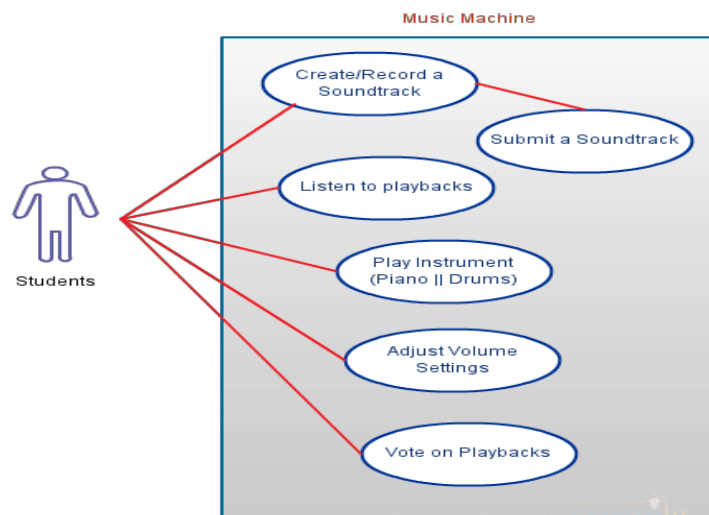 Music Machine
Create/Record a
Soundtrack
Submit a Soundtrack
Listen to playbacks
Students
Play Instrument
(Piano || Drums)
Adjust Volume
Settings
Vote on Playbacks